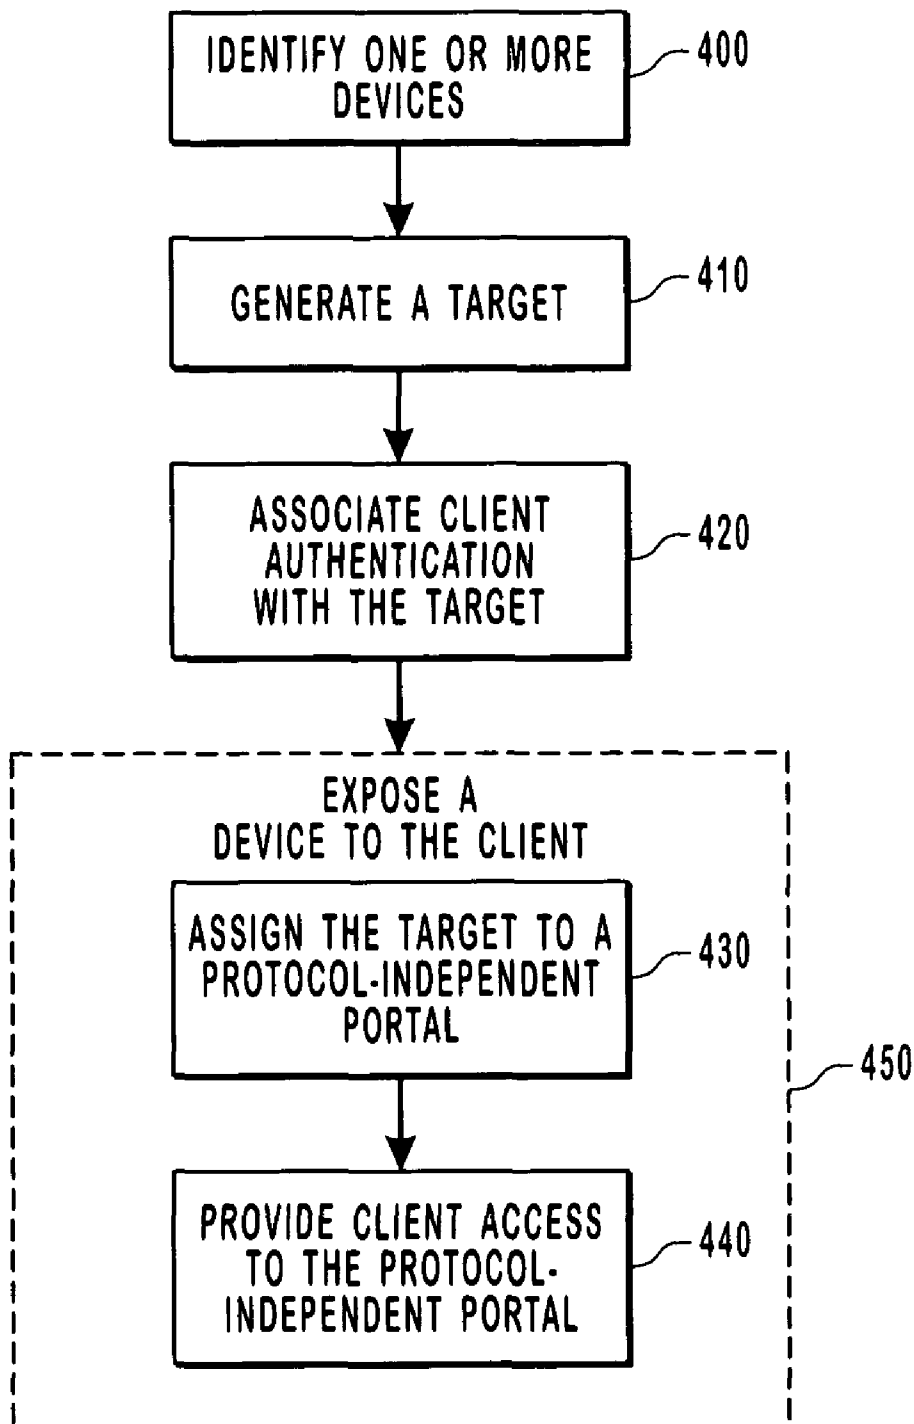 IDENTIFY ONE OR MORE
DEVICES
400
GENERATE A TARGET
410
ASSOCIATE CLIENT
AUTHENTICATION
WITH THE TARGET
420
EXPOSE A
DEVICE TO THE CLIENT
ASSIGN THE TARGET TO A
PROTOCOL-INDEPENDENT
PORTAL
430
450
PROVIDE CLIENT ACCESS
TO THE PROTOCOL-
INDEPENDENT PORTAL
440